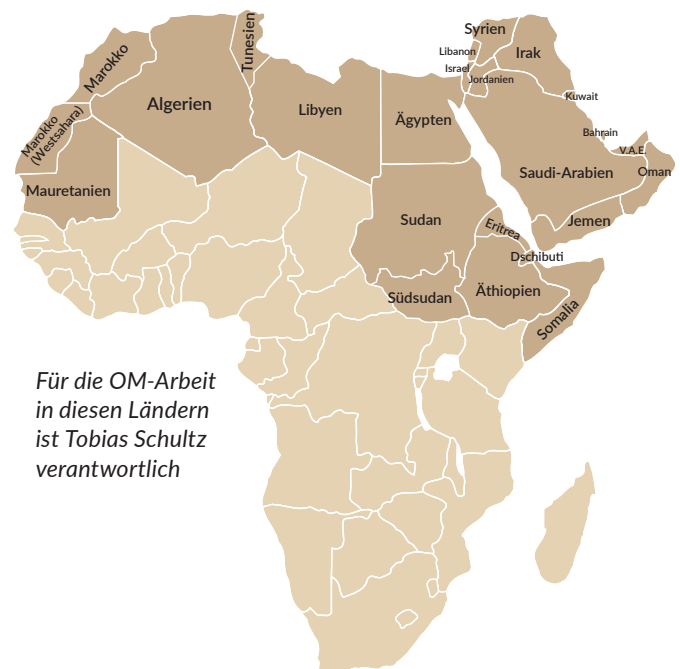 Syrien
Libanon
Irak
Israel
Jordanien
Tunesien
Marokko
Algerien
Libyen
Ägypten
Kuwait
Bahrain
V.A.E.
Marokko
(Westsahara)
Saudi-Arabien
Oman
Mauretanien
Sudan
Eritrea
Jemen
Dschibuti
Südsudan
Äthiopien
Somalia
Für die OM-Arbeit
in diesen Ländern
ist Tobias Schultz
verantwortlich